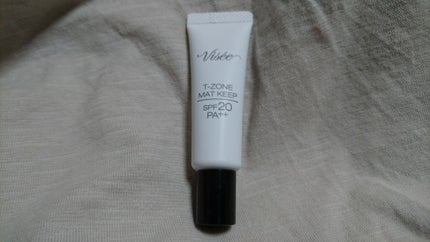 Visée
T-ZONE
MAT KEEP
SPF20
PA++